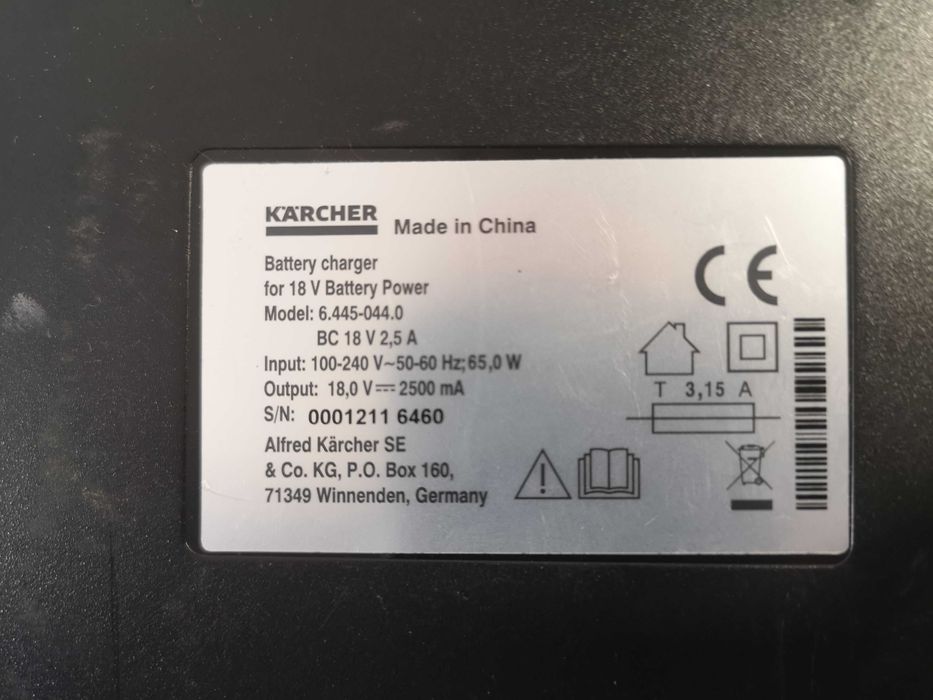 KÄRCHER Made in China
Battery charger
for 18 V Battery Power
Model: 6.445-044.0
BC 18 V 2,5 A
Input: 100-240 V~50-60 Hz; 65,0 W
Output: 18,0 V⎓2500 mA
S/N: 0001211 6460
Alfred Kärcher SE
& Co. KG, P.O. Box 160,
71349 Winnenden, Germany
CE
T 3,15 A